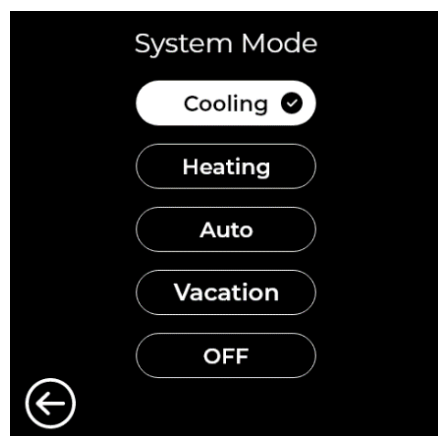 System Mode
Cooling
Heating
Auto
Vacation
OFF